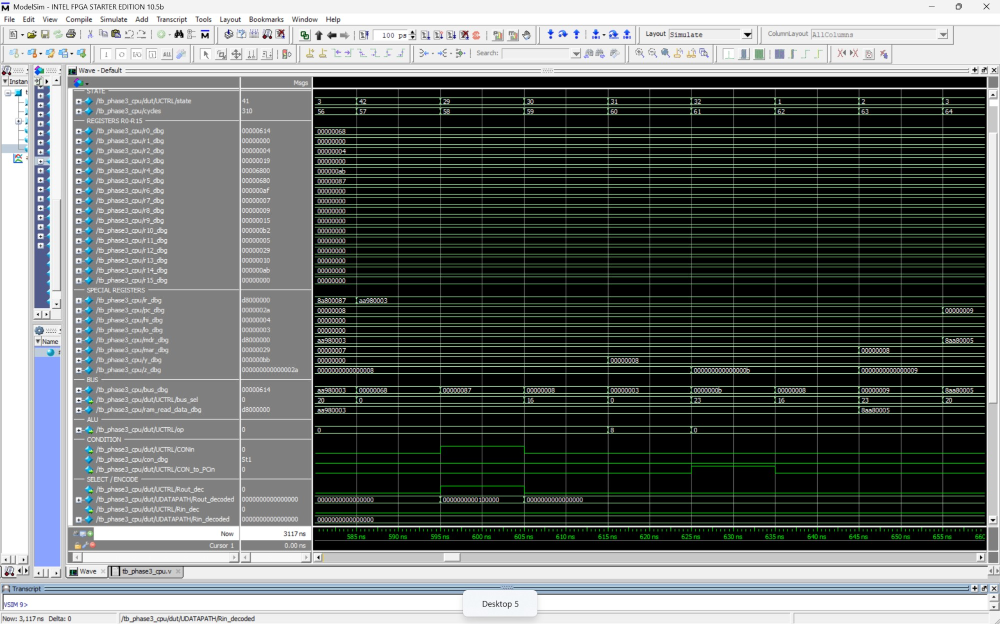 ModelSim - INTEL FPGA STARTER EDITION 10.5b
File Edit View Compile Simulate Add Transcript Tools Layout Bookmarks Window Help
100 ps Layout Simulate ColumnLayout AllColumns
ALL Search:
Wave - Default
Instan Msgs
STATE
/tb_phase3_cpu/dut/UCTRL/state 41 3 42 29 30 31 32 1 2 3
/tb_phase3_cpu/cycles 310 56 57 58 59 60 61 62 63 64
REGISTERS R0-R15
/tb_phase3_cpu/r0_dbg 00000614 00000068
/tb_phase3_cpu/r1_dbg 00000000 00000000
/tb_phase3_cpu/r2_dbg 00000004 00000004
/tb_phase3_cpu/r3_dbg 00000019 00000000
/tb_phase3_cpu/r4_dbg 00006800 000000ab
/tb_phase3_cpu/r5_dbg 00000680 00000087
/tb_phase3_cpu/r6_dbg 000000af 00000000
/tb_phase3_cpu/r7_dbg 00000007 00000000
/tb_phase3_cpu/r8_dbg 00000009 00000000
/tb_phase3_cpu/r9_dbg 00000015 00000000
/tb_phase3_cpu/r10_dbg 000000b2 00000000
/tb_phase3_cpu/r11_dbg 00000005 00000000
/tb_phase3_cpu/r12_dbg 00000029 00000000
/tb_phase3_cpu/r13_dbg 00000010 00000000
/tb_phase3_cpu/r14_dbg 000000ab 00000000
/tb_phase3_cpu/r15_dbg 00000000 00000000
SPECIAL REGISTERS
/tb_phase3_cpu/ir_dbg d8000000 8a800087 aa980003
/tb_phase3_cpu/pc_dbg 0000002a 00000008 00000009
/tb_phase3_cpu/hi_dbg 00000004 00000000
/tb_phase3_cpu/lo_dbg 00000003 00000000
/tb_phase3_cpu/mdr_dbg d8000000 aa980003 8aa80005
/tb_phase3_cpu/mar_dbg 00000029 00000007 00000008
/tb_phase3_cpu/y_dbg 000000bb 00000000 00000008
/tb_phase3_cpu/z_dbg 000000000000002a 0000000000000008 000000000000000b 0000000000000009
BUS
/tb_phase3_cpu/bus_dbg 00000614 aa980003 00000068 00000087 00000008 00000003 0000000b 00000008 00000009 8aa80005
/tb_phase3_cpu/dut/UCTRL/bus_sel 0 20 0 16 0 23 16 23 20
/tb_phase3_cpu/ram_read_data_dbg d8000000 aa980003 8aa80005
ALU
/tb_phase3_cpu/dut/UCTRL/op 0 0 8 0
CONDITION
/tb_phase3_cpu/dut/UCTRL/CONin 0
/tb_phase3_cpu/con_dbg St1
/tb_phase3_cpu/dut/UCTRL/CON_to_PCin 0
SELECT / ENCODE
/tb_phase3_cpu/dut/UCTRL/Rout_dec 0
/tb_phase3_cpu/dut/UDATAPATH/Rout_decoded 0000000000000000 0000000000000000 0000000000100000 0000000000000000
/tb_phase3_cpu/dut/UCTRL/Rin_dec 0
/tb_phase3_cpu/dut/UDATAPATH/Rin_decoded 0000000000000000 0000000000000000
Name
Now 3117 ns 585 ns 590 ns 595 ns 600 ns 605 ns 610 ns 615 ns 620 ns 625 ns 630 ns 635 ns 640 ns 645 ns 650 ns 655 ns 660
Cursor 1 0.00 ns
Wave tb_phase3_cpu.v
Transcript
VSIM 9>
Desktop 5
Now: 3,117 ns Delta: 0 /tb_phase3_cpu/dut/UDATAPATH/Rin_decoded